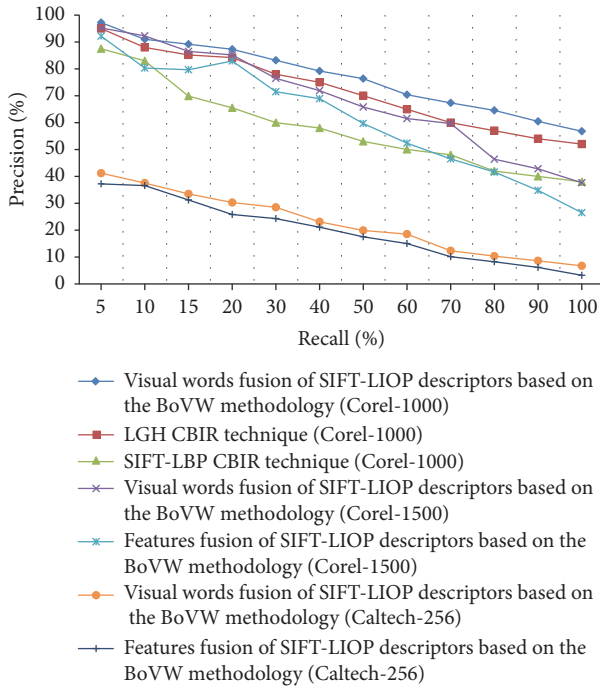 100
90
80
70
60
50
40
30
20
10
0
Precision (%)
5 10 15 20 30 40 50 60 70 80 90 100
Recall (%)
Visual words fusion of SIFT-LIOP descriptors based on
the BoVW methodology (Corel-1000)
LGH CBIR technique (Corel-1000)
SIFT-LBP CBIR technique (Corel-1000)
Visual words fusion of SIFT-LIOP descriptors based on
the BoVW methodology (Corel-1500)
Features fusion of SIFT-LIOP descriptors based on the
BoVW methodology (Corel-1500)
Visual words fusion of SIFT-LIOP descriptors based on
the BoVW methodology (Caltech-256)
Features fusion of SIFT-LIOP descriptors based on the
BoVW methodology (Caltech-256)